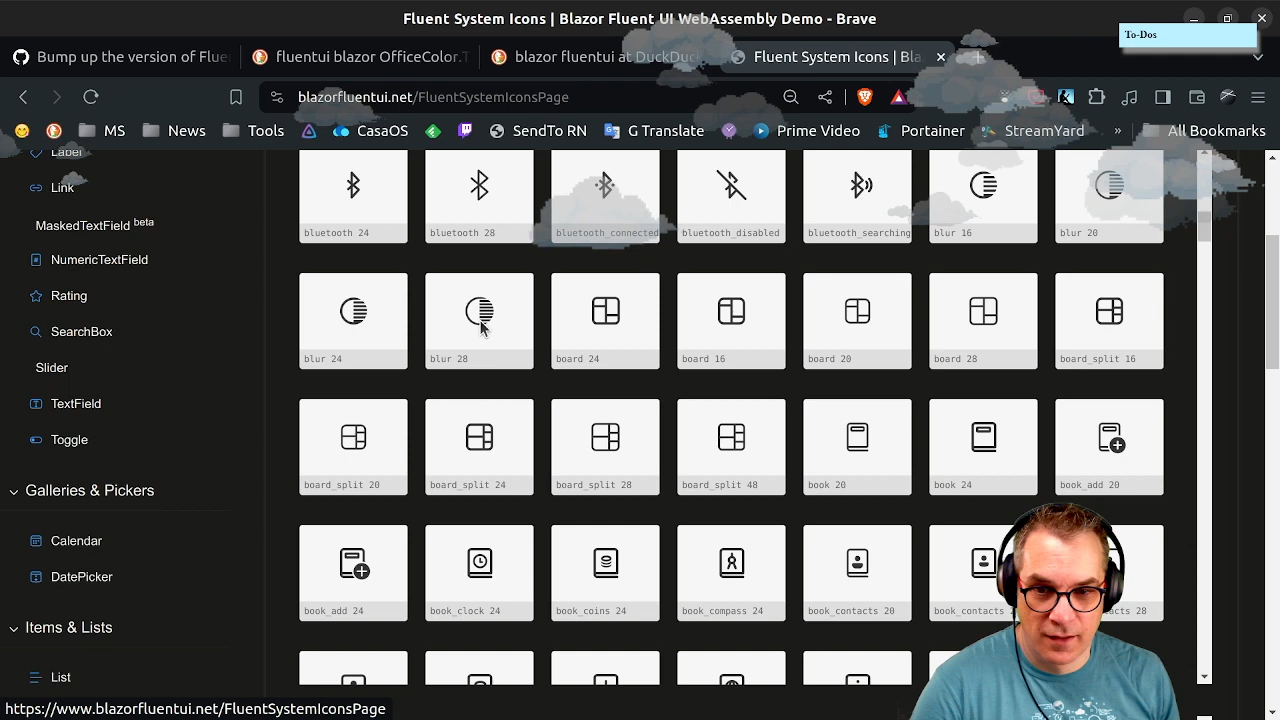 Fluent System Icons | Blazor Fluent UI WebAssembly Demo - Brave
To-Dos
Bump up the version of Flue
fluentui blazor OfficeColor.T
blazor fluentui at DuckDuc
Fluent System Icons | Bla
blazorfluentui.net/FluentSystemIconsPage
MS
News
Tools
CasaOS
SendTo RN
G Translate
Prime Video
Portainer
StreamYard
»
All Bookmarks
Label
Link
MaskedTextField beta
NumericTextField
Rating
SearchBox
Slider
TextField
Toggle
Galleries & Pickers
Calendar
DatePicker
Items & Lists
List
bluetooth 24
bluetooth 28
bluetooth_connected
bluetooth_disabled
bluetooth_searching
blur 16
blur 20
blur 24
blur 28
board 24
board 16
board 20
board 28
board_split 16
board_split 20
board_split 24
board_split 28
board_split 48
book 20
book 24
book_add 20
book_add 24
book_clock 24
book_coins 24
book_compass 24
book_contacts 20
book_contacts
tacts 28
https://www.blazorfluentui.net/FluentSystemIconsPage